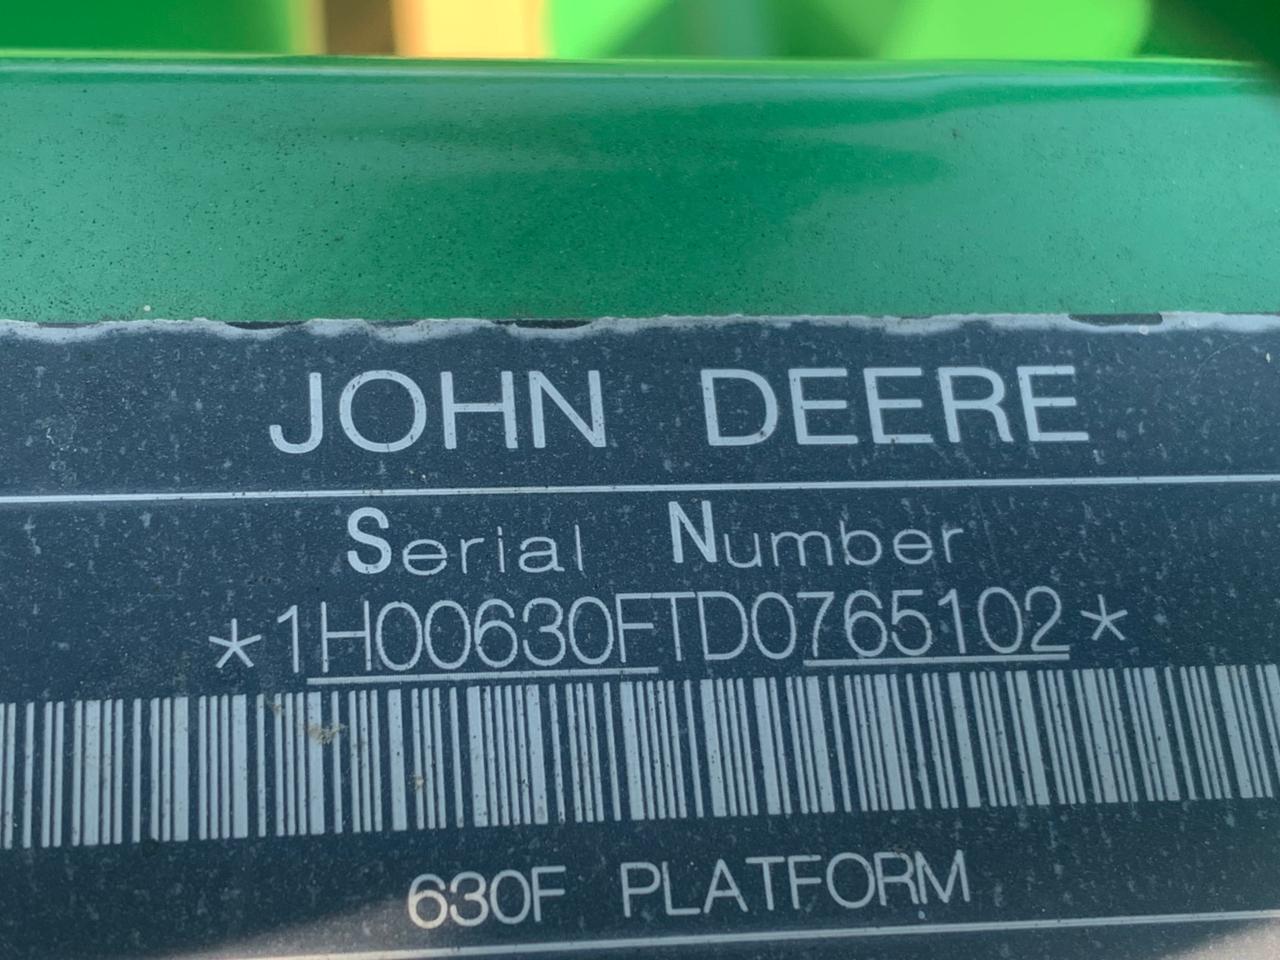 JOHN DEERE
Serial Number
*1H00630FTD0765102*
630F PLATFORM